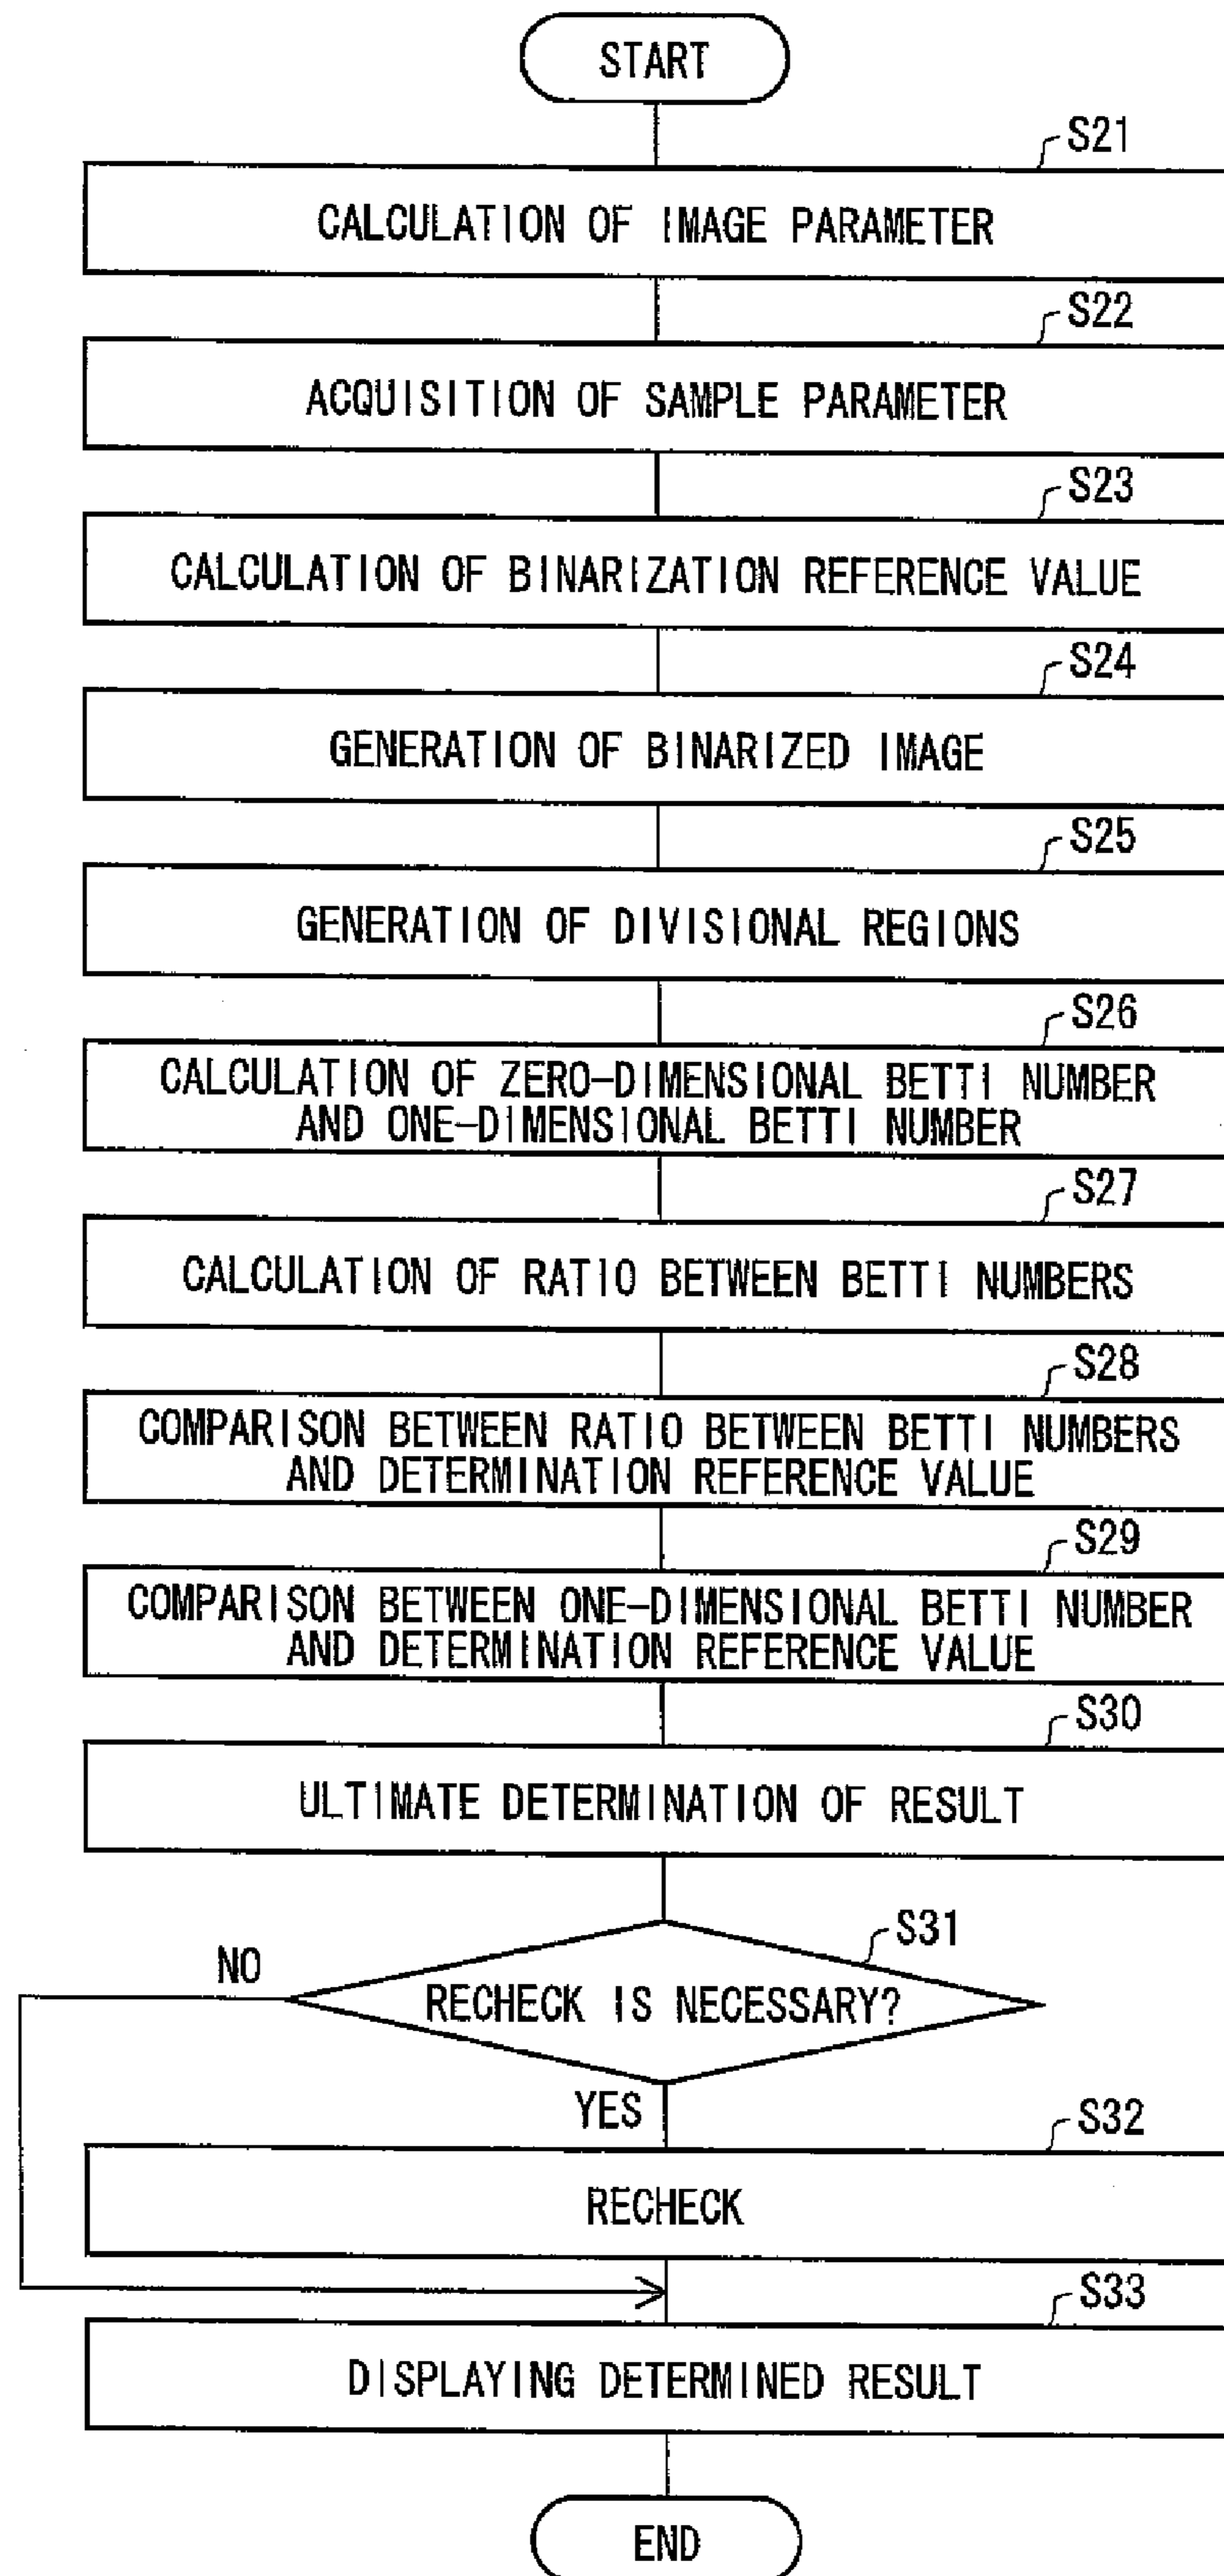 START
S21
CALCULATION OF IMAGE PARAMETER
S22
ACQUISITION OF SAMPLE PARAMETER
S23
CALCULATION OF BINARIZATION REFERENCE VALUE
S24
GENERATION OF BINARIZED IMAGE
S25
GENERATION OF DIVISIONAL REGIONS
S26
CALCULATION OF ZERO-DIMENSIONAL BETTI NUMBER
AND ONE-DIMENSIONAL BETTI NUMBER
S27
CALCULATION OF RATIO BETWEEN BETTI NUMBERS
S28
COMPARISON BETWEEN RATIO BETWEEN BETTI NUMBERS
AND DETERMINATION REFERENCE VALUE
S29
COMPARISON BETWEEN ONE-DIMENSIONAL BETTI NUMBER
AND DETERMINATION REFERENCE VALUE
S30
ULTIMATE DETERMINATION OF RESULT
S31
NO
RECHECK IS NECESSARY?
YES
S32
RECHECK
S33
DISPLAYING DETERMINED RESULT
END